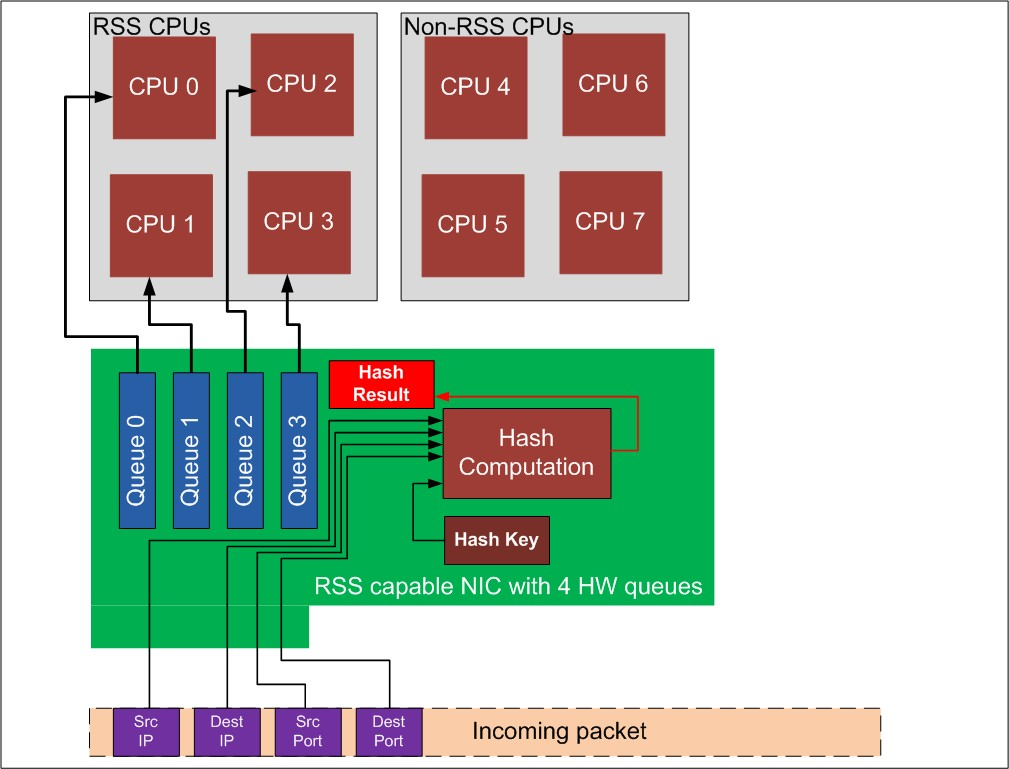 RSS CPUs
Non-RSS CPUs
CPU 0
CPU 2
CPU 4
CPU 6
CPU 1
CPU 3
CPU 5
CPU 7
Queue 0
Queue 1
Queue 2
Queue 3
Hash
Result
Hash
Computation
Hash Key
RSS capable NIC with 4 HW queues
Src
IP
Dest
IP
Src
Port
Dest
Port
Incoming packet